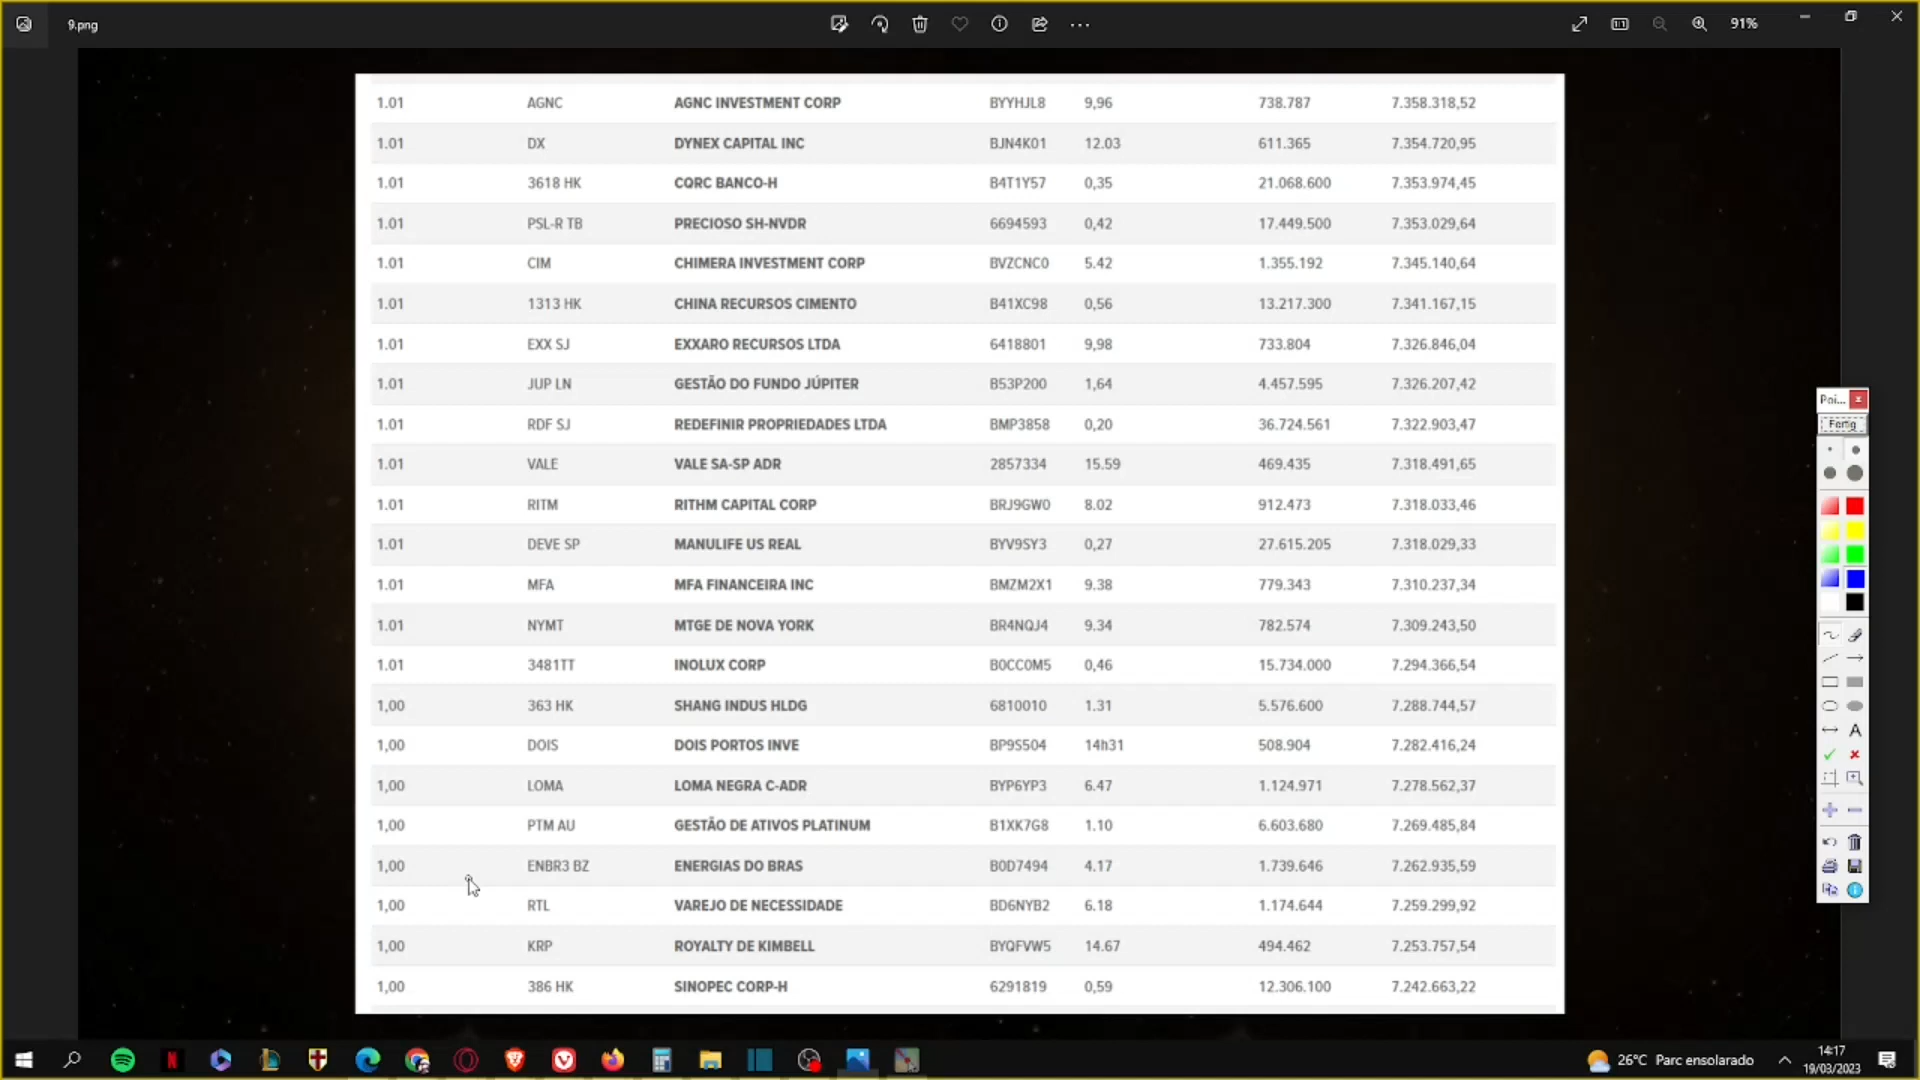 9.png
91%
1.01 AGNC AGNC INVESTMENT CORP BYYHJL8 9,96 738.787 7.358.318,52
1.01 DX DYNEX CAPITAL INC BJN4K01 12.03 611.365 7.354.720,95
1.01 3618 HK CQRC BANCO-H B4T1Y57 0,35 21.068.600 7.353.974,45
1.01 PSL-R TB PRECIOSO SH-NVDR 6694593 0,42 17.449.500 7.353.029,64
1.01 CIM CHIMERA INVESTMENT CORP BVZCNC0 5.42 1.355.192 7.345.140,64
1.01 1313 HK CHINA RECURSOS CIMENTO B41XC98 0,56 13.217.300 7.341.167,15
1.01 EXX SJ EXXARO RECURSOS LTDA 6418801 9,98 733.804 7.326.846,04
1.01 JUP LN GESTÃO DO FUNDO JÚPITER B53P200 1,64 4.457.595 7.326.207,42
1.01 RDF SJ REDEFINIR PROPRIEDADES LTDA BMP3858 0,20 36.724.561 7.322.903,47
1.01 VALE VALE SA-SP ADR 2857334 15.59 469.435 7.318.491,65
1.01 RITM RITHM CAPITAL CORP BRJ9GW0 8.02 912.473 7.318.033,46
1.01 DEVE SP MANULIFE US REAL BYV9SY3 0,27 27.615.205 7.318.029,33
1.01 MFA MFA FINANCEIRA INC BMZM2X1 9.38 779.343 7.310.237,34
1.01 NYMT MTGE DE NOVA YORK BR4NQJ4 9.34 782.574 7.309.243,50
1.01 3481TT INOLUX CORP B0CC0M5 0,46 15.734.000 7.294.366,54
1,00 363 HK SHANG INDUS HLDG 6810010 1.31 5.576.600 7.288.744,57
1,00 DOIS DOIS PORTOS INVE BP9S504 14h31 508.904 7.282.416,24
1,00 LOMA LOMA NEGRA C-ADR BYP6YP3 6.47 1.124.971 7.278.562,37
1,00 PTM AU GESTÃO DE ATIVOS PLATINUM B1XK7G8 1.10 6.603.680 7.269.485,84
1,00 ENBR3 BZ ENERGIAS DO BRAS B0D7494 4.17 1.739.646 7.262.935,59
1,00 RTL VAREJO DE NECESSIDADE BD6NYB2 6.18 1.174.644 7.259.299,92
1,00 KRP ROYALTY DE KIMBELL BYQFVW5 14.67 494.462 7.253.757,54
1,00 386 HK SINOPEC CORP-H 6291819 0,59 12.306.100 7.242.663,22
Poi...
Fertig
A
26°C Parc ensolarado
14:17
19/03/2023